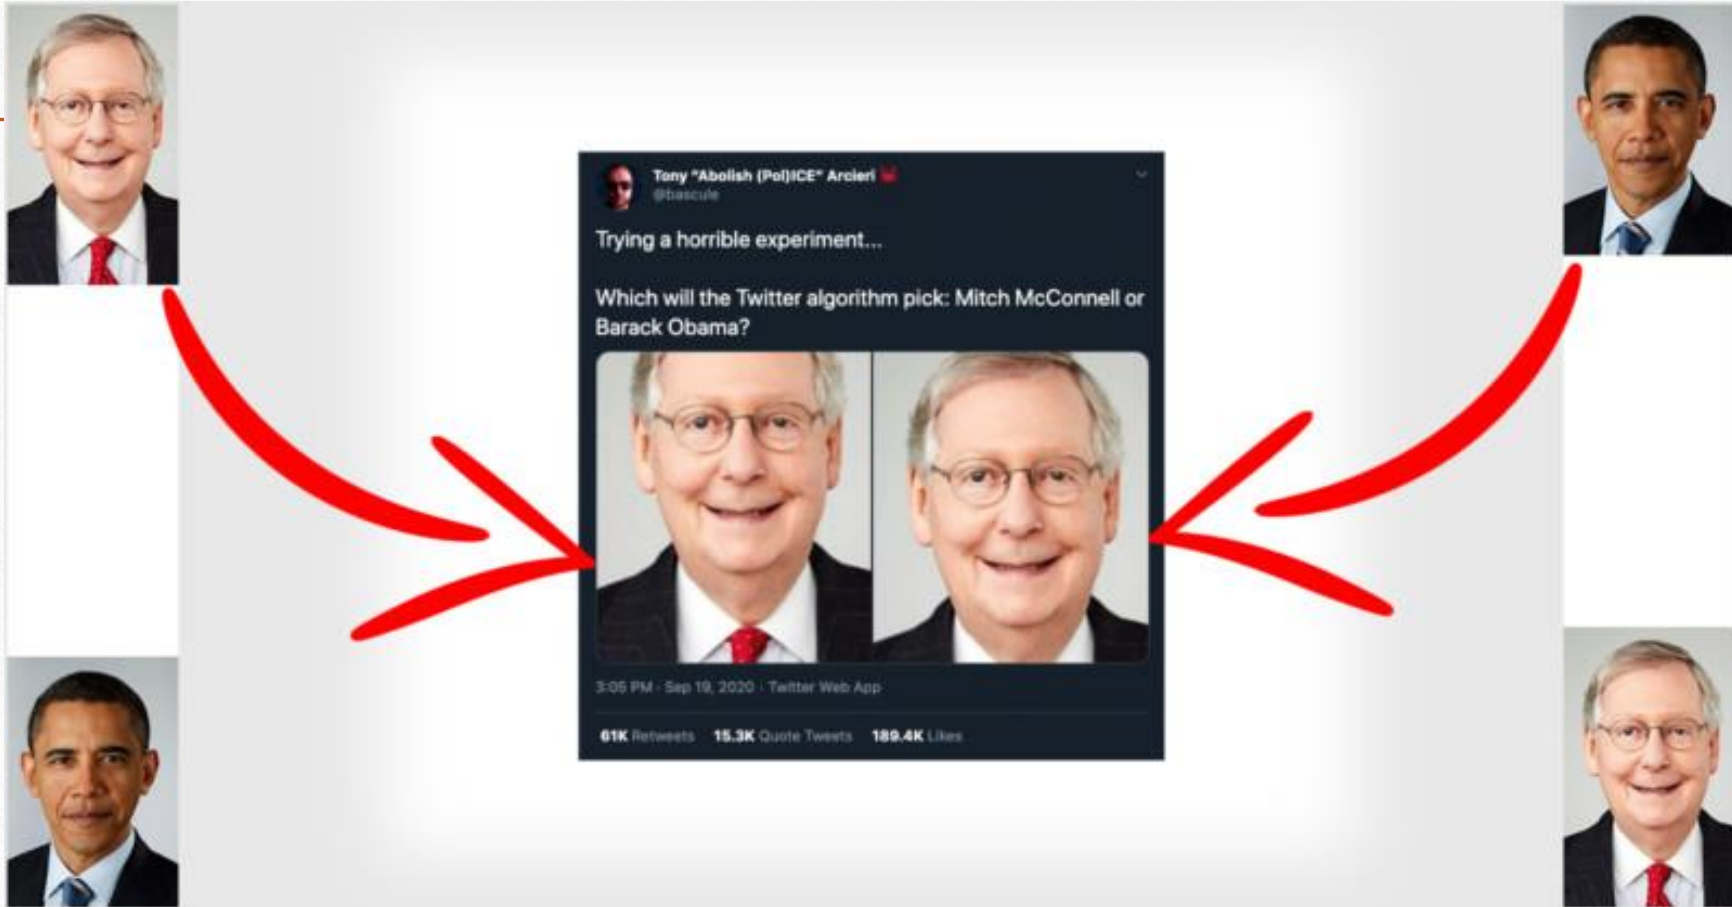 Tony "Abolish (Pol)ICE" Arcieri
@bascule
Trying a horrible experiment...
Which will the Twitter algorithm pick: Mitch McConnell or
Barack Obama?
3:05 PM · Sep 19, 2020 · Twitter Web App
61K Retweets 15.3K Quote Tweets 189.4K Likes